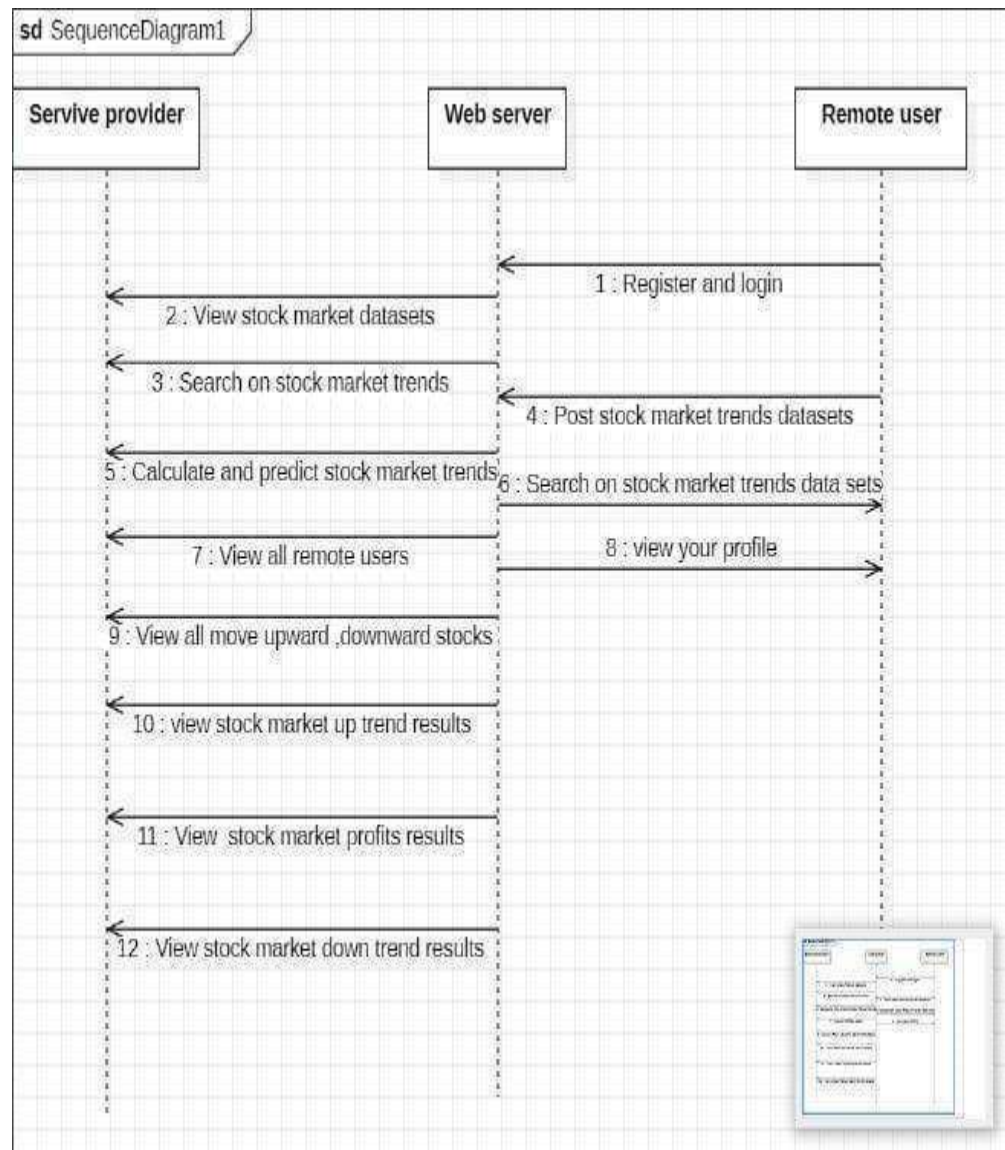 sd SequenceDiagram1
Servive provider
Web server
Remote user
1 : Register and login
2 : View stock market datasets
3 : Search on stock market trends
4 : Post stock market trends datasets
5 : Calculate and predict stock market trends
6 : Search on stock market trends data sets
7 : View all remote users
8 : view your profile
9 : View all move upward ,downward stocks
10 : view stock market up trend results
11 : View stock market profits results
12 : View stock market down trend results